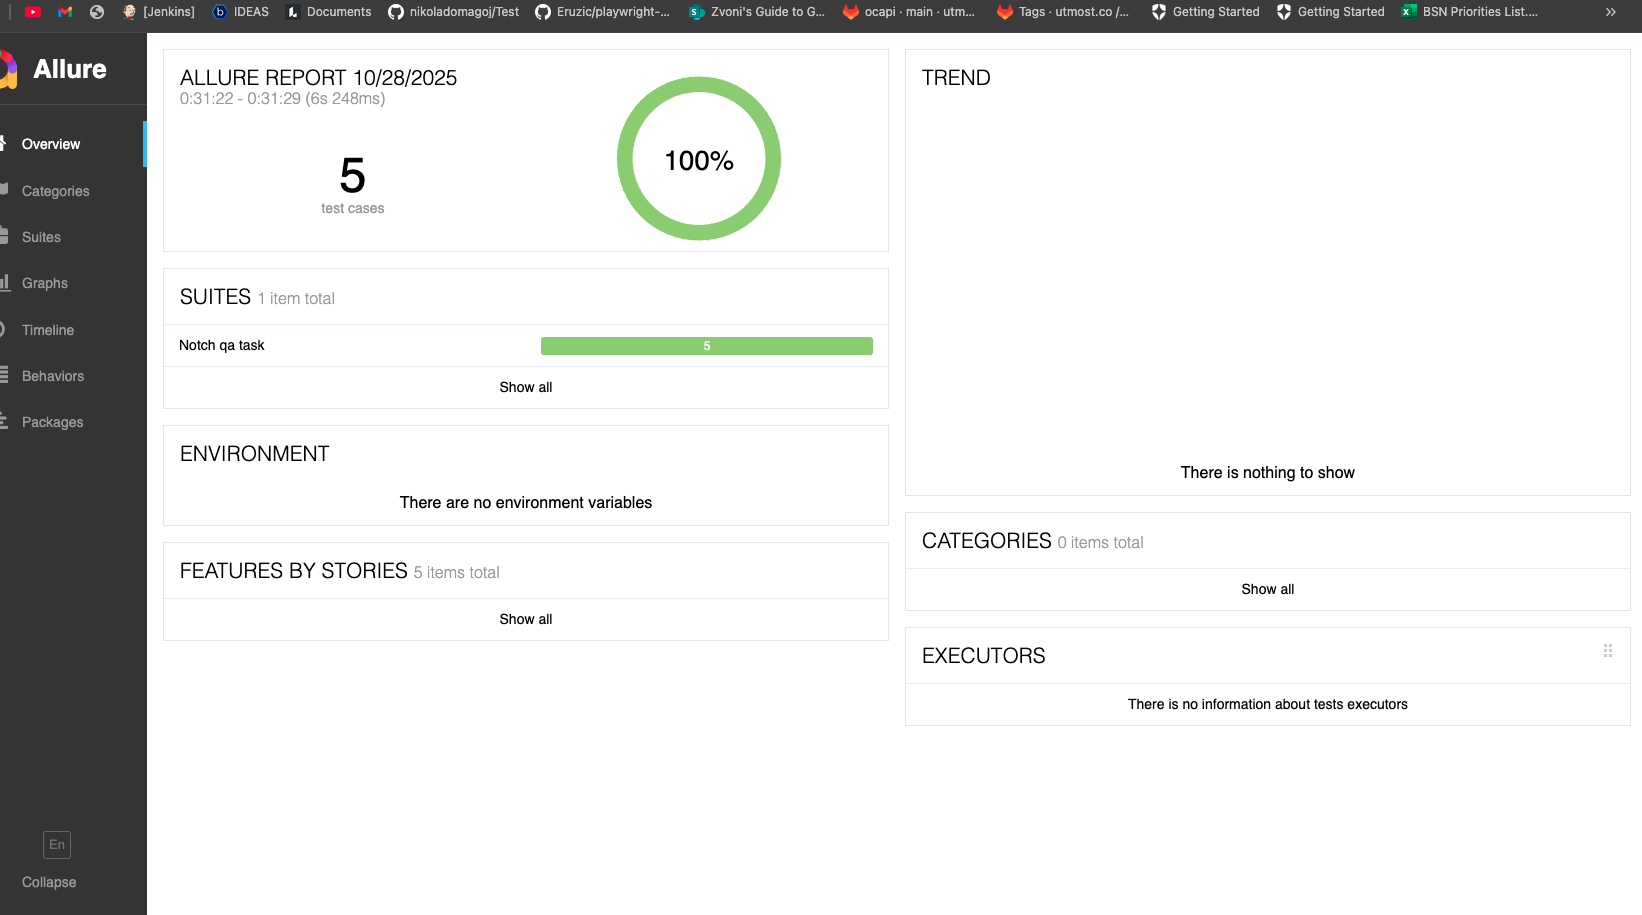 [Jenkins] IDEAS Documents nikoladomagoj/Test Eruzic/playwright-... Zvoni's Guide to G... ocapi · main · utm... Tags · utmost.co /... Getting Started Getting Started BSN Priorities List....
Allure
Overview
Categories
Suites
Graphs
Timeline
Behaviors
Packages
En
Collapse
ALLURE REPORT 10/28/2025
0:31:22 - 0:31:29 (6s 248ms)
5
test cases
100%
SUITES 1 item total
Notch qa task 5
Show all
ENVIRONMENT
There are no environment variables
FEATURES BY STORIES 5 items total
Show all
TREND
There is nothing to show
CATEGORIES 0 items total
Show all
EXECUTORS
There is no information about tests executors